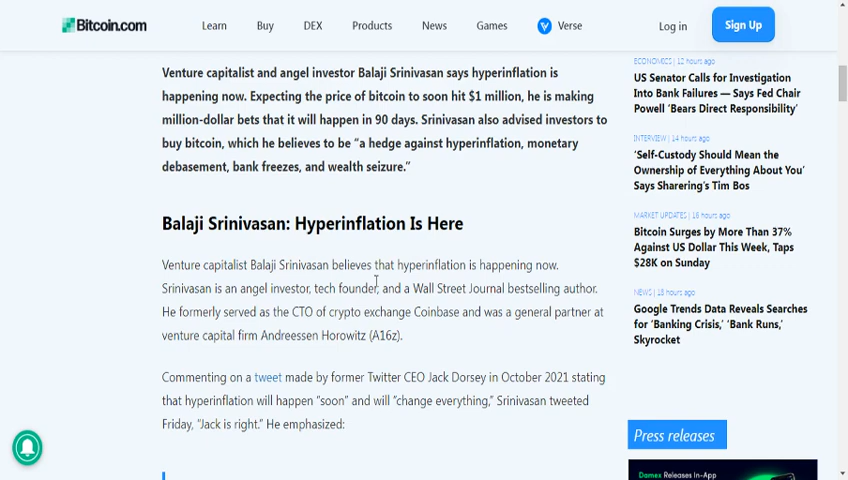 Bitcoin.com
Learn Buy DEX Products News Games Verse Log in Sign Up
Venture capitalist and angel investor Balaji Srinivasan says hyperinflation is
happening now. Expecting the price of bitcoin to soon hit $1 million, he is making
million-dollar bets that it will happen in 90 days. Srinivasan also advised investors to
buy bitcoin, which he believes to be “a hedge against hyperinflation, monetary
debasement, bank freezes, and wealth seizure.”
Balaji Srinivasan: Hyperinflation Is Here
Venture capitalist Balaji Srinivasan believes that hyperinflation is happening now.
Srinivasan is an angel investor, tech founder, and a Wall Street Journal bestselling author.
He formerly served as the CTO of crypto exchange Coinbase and was a general partner at
venture capital firm Andreessen Horowitz (A16z).
Commenting on a tweet made by former Twitter CEO Jack Dorsey in October 2021 stating
that hyperinflation will happen “soon” and will “change everything,” Srinivasan tweeted
Friday, “Jack is right.” He emphasized:
ECONOMICS | 12 hours ago
US Senator Calls for Investigation
Into Bank Failures — Says Fed Chair
Powell ‘Bears Direct Responsibility’
INTERVIEW | 14 hours ago
‘Self-Custody Should Mean the
Ownership of Everything About You’
Says Sharering’s Tim Bos
MARKET UPDATES | 16 hours ago
Bitcoin Surges by More Than 37%
Against US Dollar This Week, Taps
$28K on Sunday
NEWS | 18 hours ago
Google Trends Data Reveals Searches
for ‘Banking Crisis,’ ‘Bank Runs,’
Skyrocket
Press releases
Damex Releases In-App